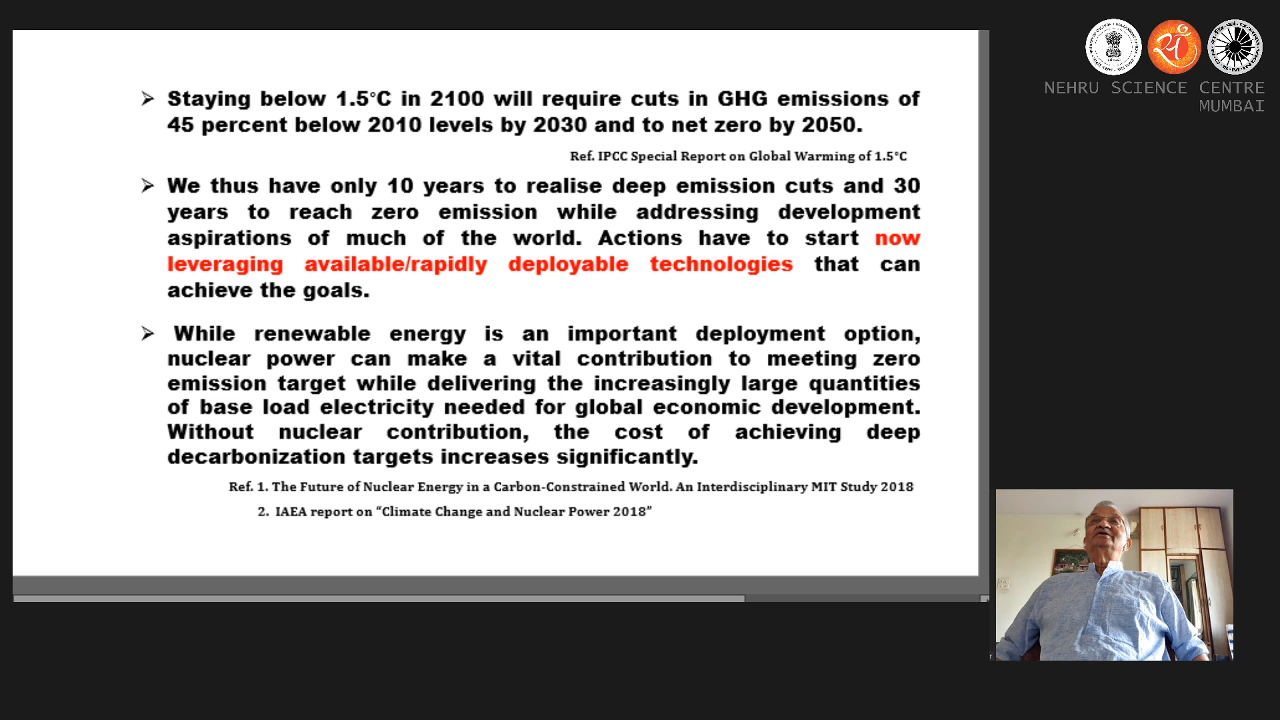 ➢ Staying below 1.5°C in 2100 will require cuts in GHG emissions of
45 percent below 2010 levels by 2030 and to net zero by 2050.
Ref. IPCC Special Report on Global Warming of 1.5°C
➢ We thus have only 10 years to realise deep emission cuts and 30
years to reach zero emission while addressing development
aspirations of much of the world. Actions have to start now
leveraging available/rapidly deployable technologies that can
achieve the goals.
➢ While renewable energy is an important deployment option,
nuclear power can make a vital contribution to meeting zero
emission target while delivering the increasingly large quantities
of base load electricity needed for global economic development.
Without nuclear contribution, the cost of achieving deep
decarbonization targets increases significantly.
Ref. 1. The Future of Nuclear Energy in a Carbon-Constrained World. An Interdisciplinary MIT Study 2018
2. IAEA report on “Climate Change and Nuclear Power 2018”
NEHRU SCIENCE CENTRE
MUMBAI